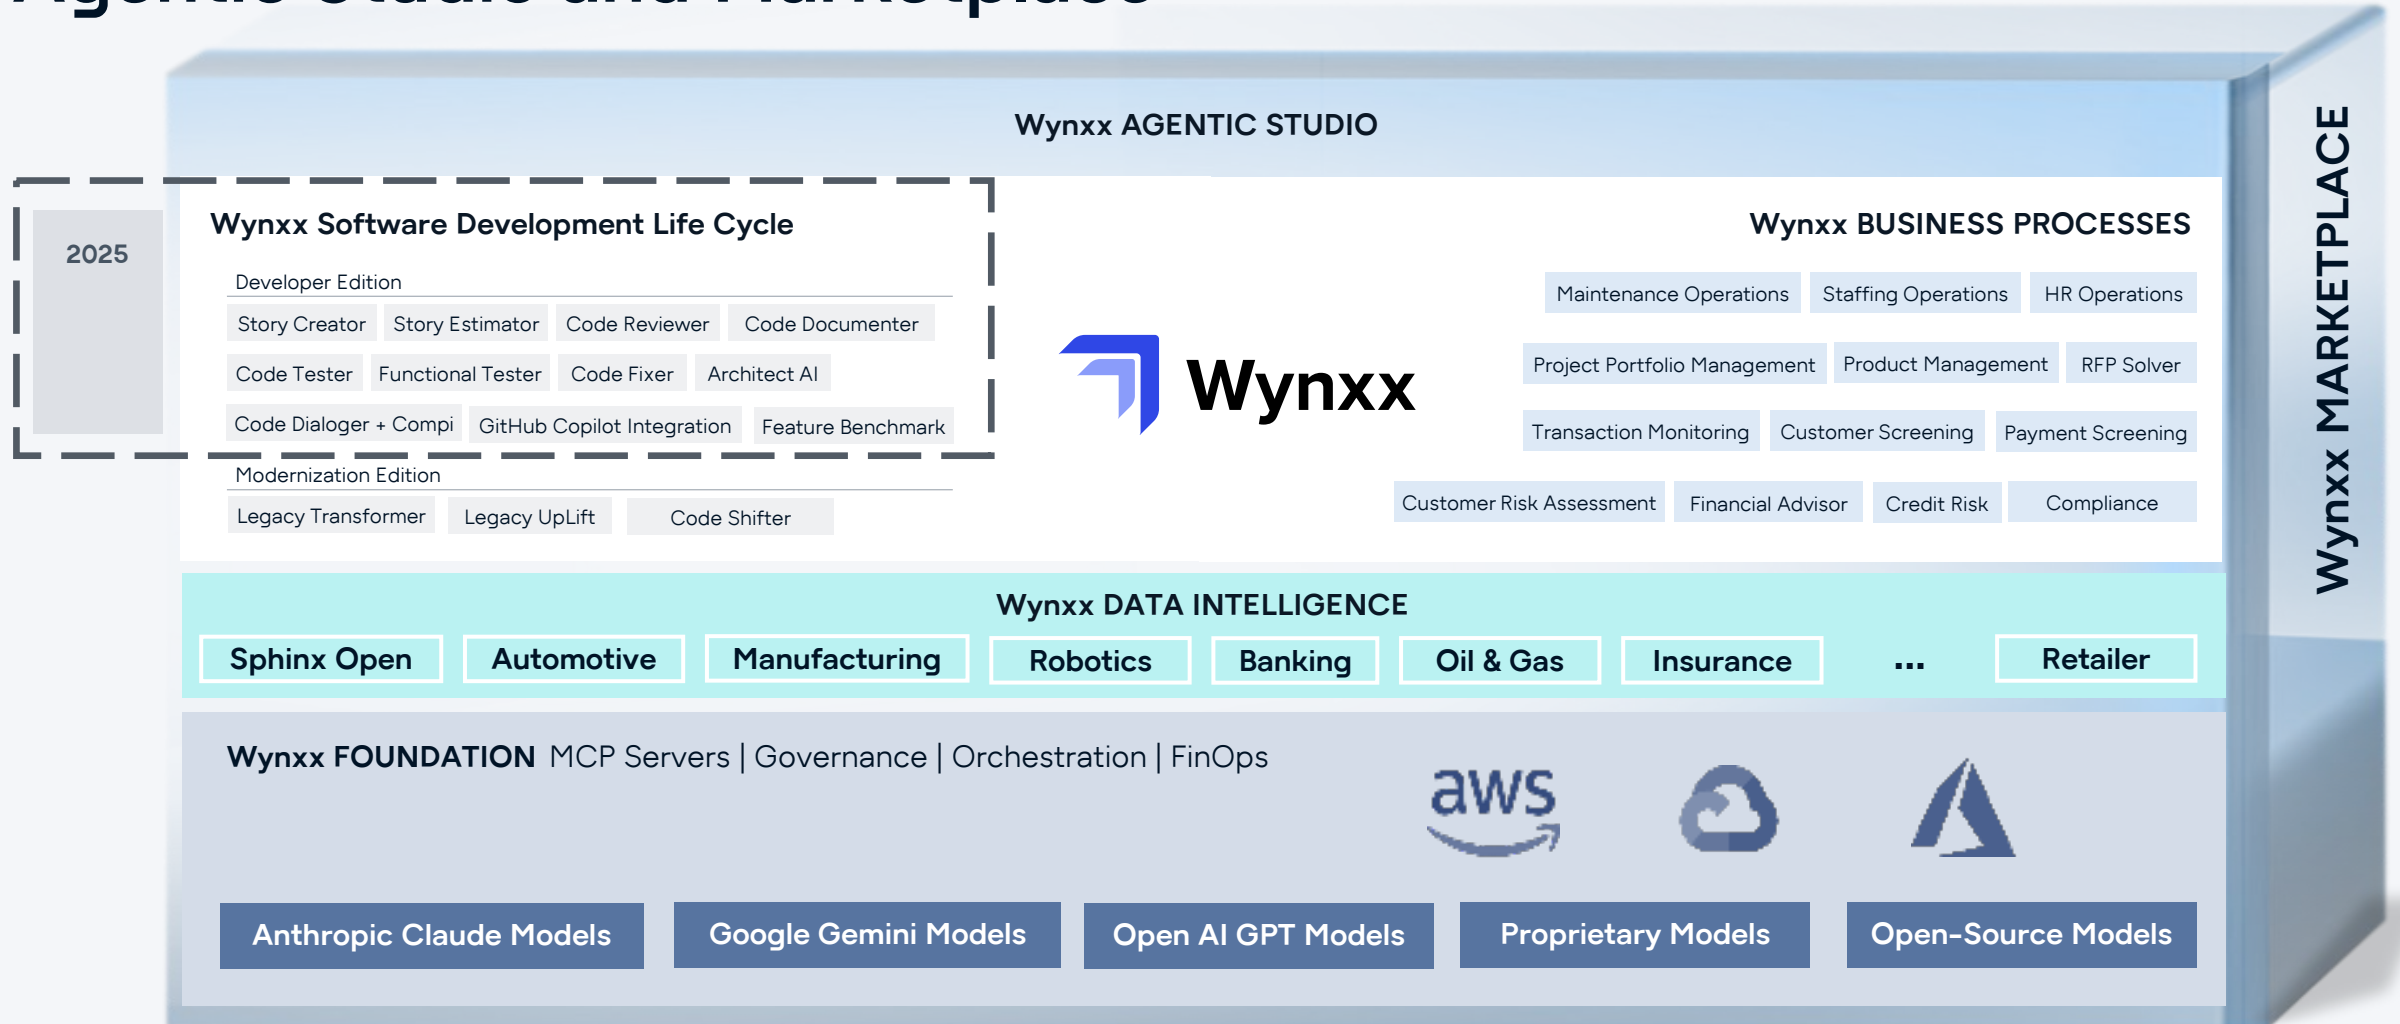 Agentic Studio and Marketplace
Wynxx AGENTIC STUDIO
2025
Wynxx Software Development Life Cycle
Developer Edition
Story Creator
Story Estimator
Code Reviewer
Code Documenter
Code Tester
Functional Tester
Code Fixer
Architect AI
Code Dialoger + Compi
GitHub Copilot Integration
Feature Benchmark
Modernization Edition
Legacy Transformer
Legacy UpLift
Code Shifter
Wynxx
Wynxx BUSINESS PROCESSES
Maintenance Operations
Staffing Operations
HR Operations
Project Portfolio Management
Product Management
RFP Solver
Transaction Monitoring
Customer Screening
Payment Screening
Customer Risk Assessment
Financial Advisor
Credit Risk
Compliance
Wynxx MARKETPLACE
Wynxx DATA INTELLIGENCE
Sphinx Open
Automotive
Manufacturing
Robotics
Banking
Oil & Gas
Insurance
...
Retailer
Wynxx FOUNDATION MCP Servers | Governance | Orchestration | FinOps
aws
Anthropic Claude Models
Google Gemini Models
Open AI GPT Models
Proprietary Models
Open-Source Models